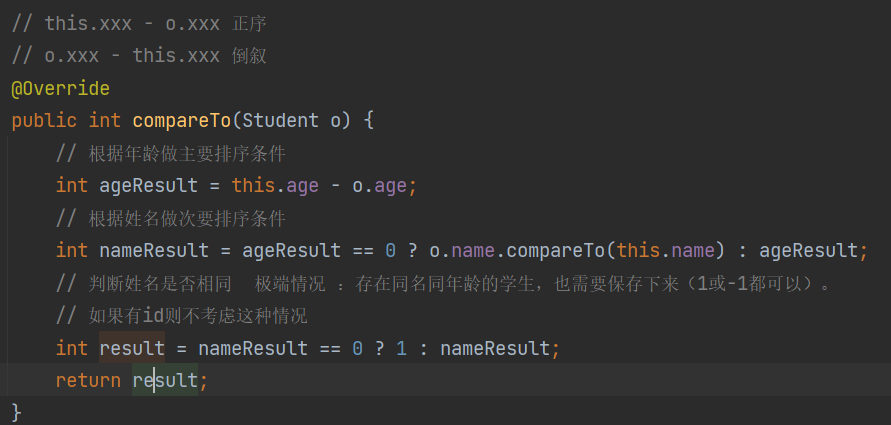 // this.xxx - o.xxx 正序
// o.xxx - this.xxx 倒叙
@Override
public int compareTo(Student o) {
    // 根据年龄做主要排序条件
    int ageResult = this.age - o.age;
    // 根据姓名做次要排序条件
    int nameResult = ageResult == 0 ? o.name.compareTo(this.name) : ageResult;
    // 判断姓名是否相同  极端情况 : 存在同名同年龄的学生，也需要保存下来（1或-1都可以）。
    // 如果有id则不考虑这种情况
    int result = nameResult == 0 ? 1 : nameResult;
    return result;
}